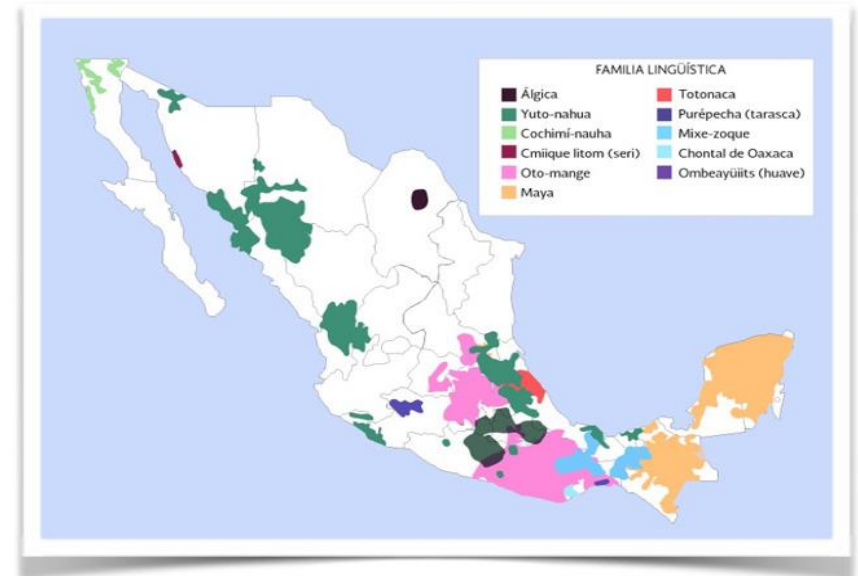 FAMILIA LINGÜÍSTICA
Álgica
Yuto-nahua
Cochimí-nauha
Cmiique litom (seri)
Oto-mange
Maya
Totonaca
Purépecha (tarasca)
Mixe-zoque
Chontal de Oaxaca
Ombeayüiits (huave)